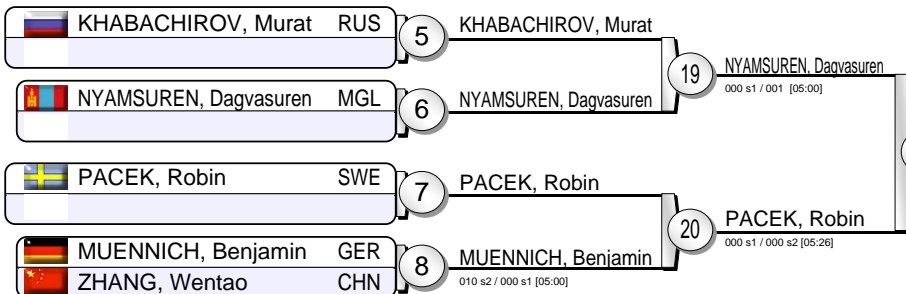 KHABACHIROV, Murat RUS
5
KHABACHIROV, Murat
19
NYAMSUREN, Dagvasuren
000 s1 / 001 [05:00]
NYAMSUREN, Dagvasuren MGL
6
NYAMSUREN, Dagvasuren
PACEK, Robin SWE
7
PACEK, Robin
20
PACEK, Robin
000 s1 / 000 s2 [05:26]
MUENNICH, Benjamin GER
8
MUENNICH, Benjamin
010 s2 / 000 s1 [05:00]
ZHANG, Wentao CHN